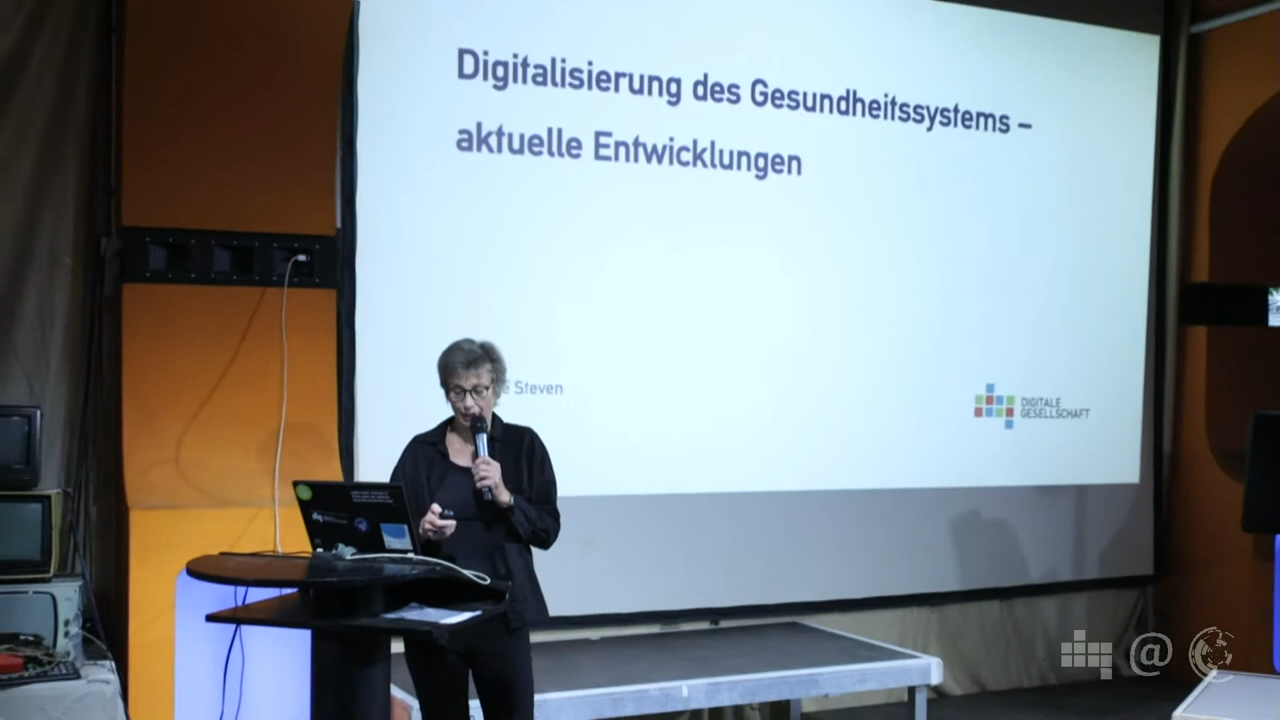 Digitalisierung des Gesundheitssystems –
aktuelle Entwicklungen
é Steven
DIGITALE
GESELLSCHAFT
@